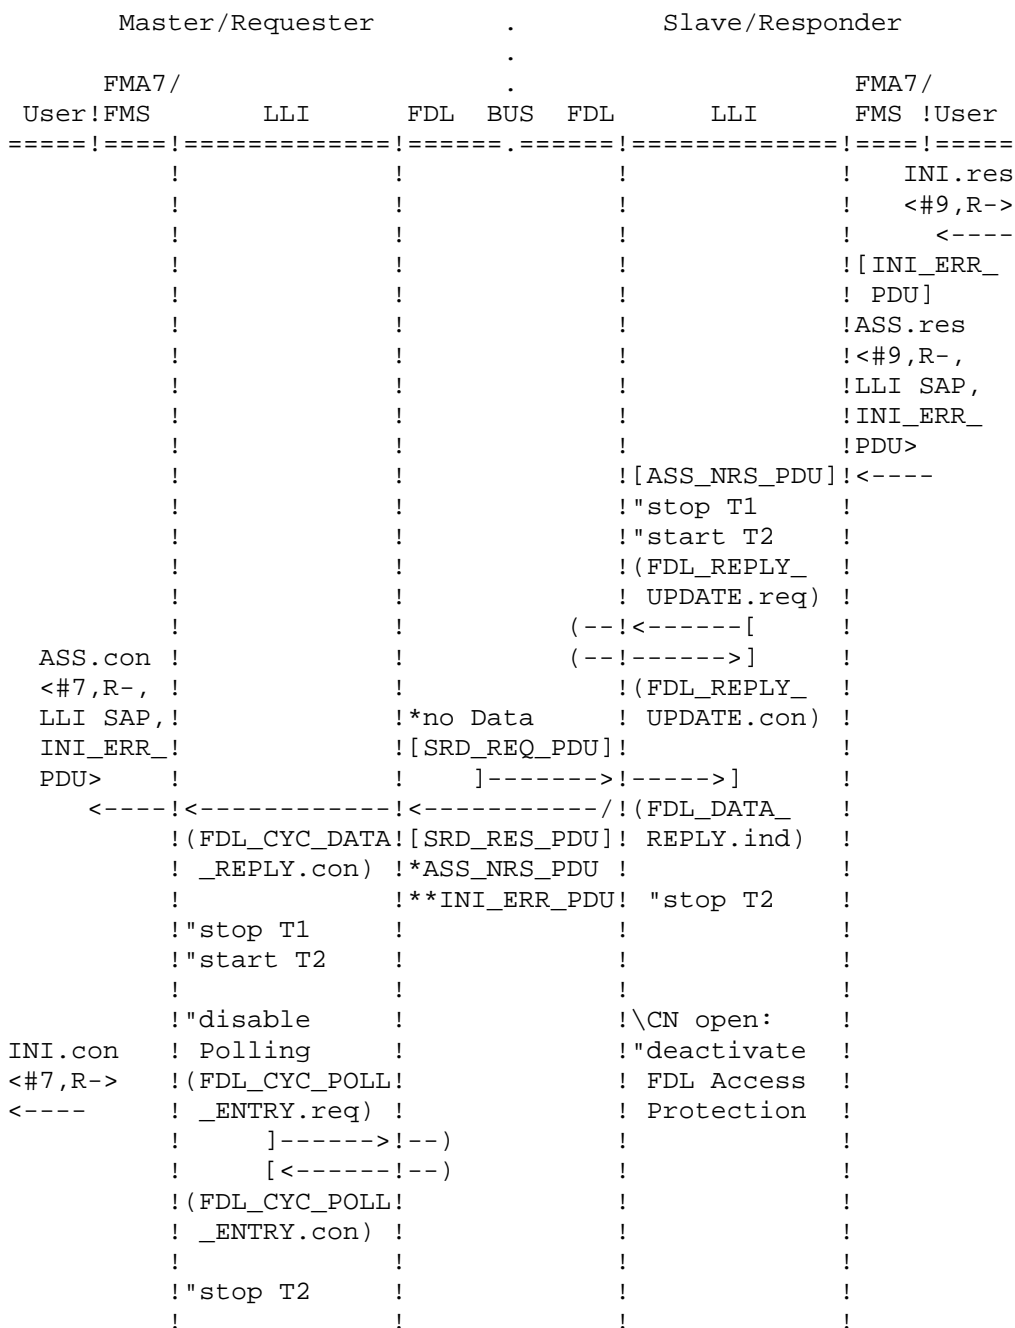 Master/Requester        .        Slave/Responder
                               .
      FMA7/                    .                    FMA7/
 User!FMS       LLI      FDL  BUS  FDL      LLI     FMS !User
=====!====!=============!======.======!=============!====!=====
          !             !             !             !   INI.res
          !             !             !             !   <#9,R->
          !             !             !             !     <----
          !             !             !             ![INI_ERR_
          !             !             !             ! PDU]
          !             !             !             !ASS.res
          !             !             !             !<#9,R-,
          !             !             !             !LLI SAP,
          !             !             !             !INI_ERR_
          !             !             !             !PDU>
          !             !             ![ASS_NRS_PDU]!<----
          !             !             !"stop T1     !
          !             !             !"start T2    !
          !             !             !(FDL_REPLY_  !
          !             !             ! UPDATE.req) !
          !             !          (--!<------[     !
  ASS.con !             !          (--!------>]     !
  <#7,R-, !             !             !(FDL_REPLY_  !
  LLI SAP,!             !*no Data     ! UPDATE.con) !
  INI_ERR_!             ![SRD_REQ_PDU]!             !
  PDU>    !             !    ]------->!----->]      !
     <----!<------------!<-----------/!(FDL_DATA_   !
          !(FDL_CYC_DATA![SRD_RES_PDU]! REPLY.ind)  !
          ! _REPLY.con) !*ASS_NRS_PDU !             !
          !             !**INI_ERR_PDU! "stop T2    !
          !"stop T1     !             !             !
          !"start T2    !             !             !
          !             !             !             !
          !"disable     !             !\CN open:    !
INI.con   ! Polling     !             !"deactivate  !
<#7,R->   !(FDL_CYC_POLL!             ! FDL Access  !
<----     ! _ENTRY.req) !             ! Protection  !
          !     ]------>!--)          !             !
          !     [<------!--)          !             !
          !(FDL_CYC_POLL!             !             !
          ! _ENTRY.con) !             !             !
          !             !             !             !
          !"stop T2     !             !             !
          !             !             !             !